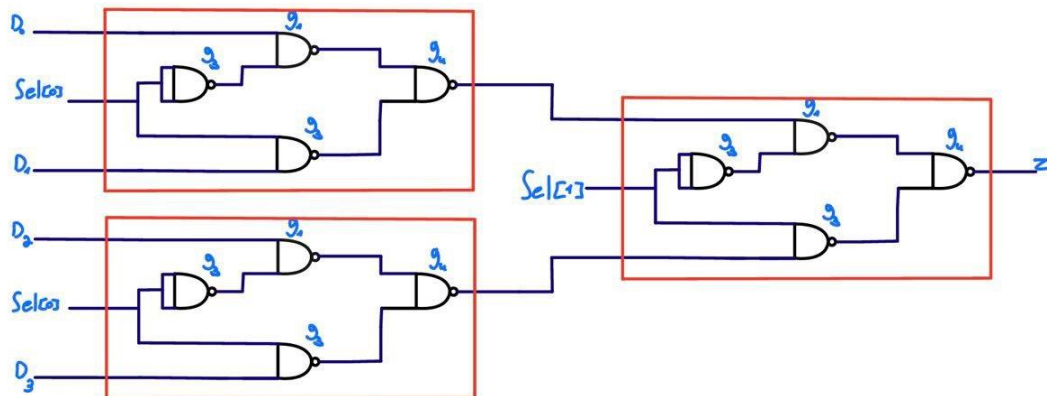 D₀
g₁
g₂
g₄
Sel[0]
g₃
D₁
g₁
g₂
g₄
Sel[1]
g₃
Z
D₂
g₁
g₂
g₄
Sel[0]
g₃
D₃